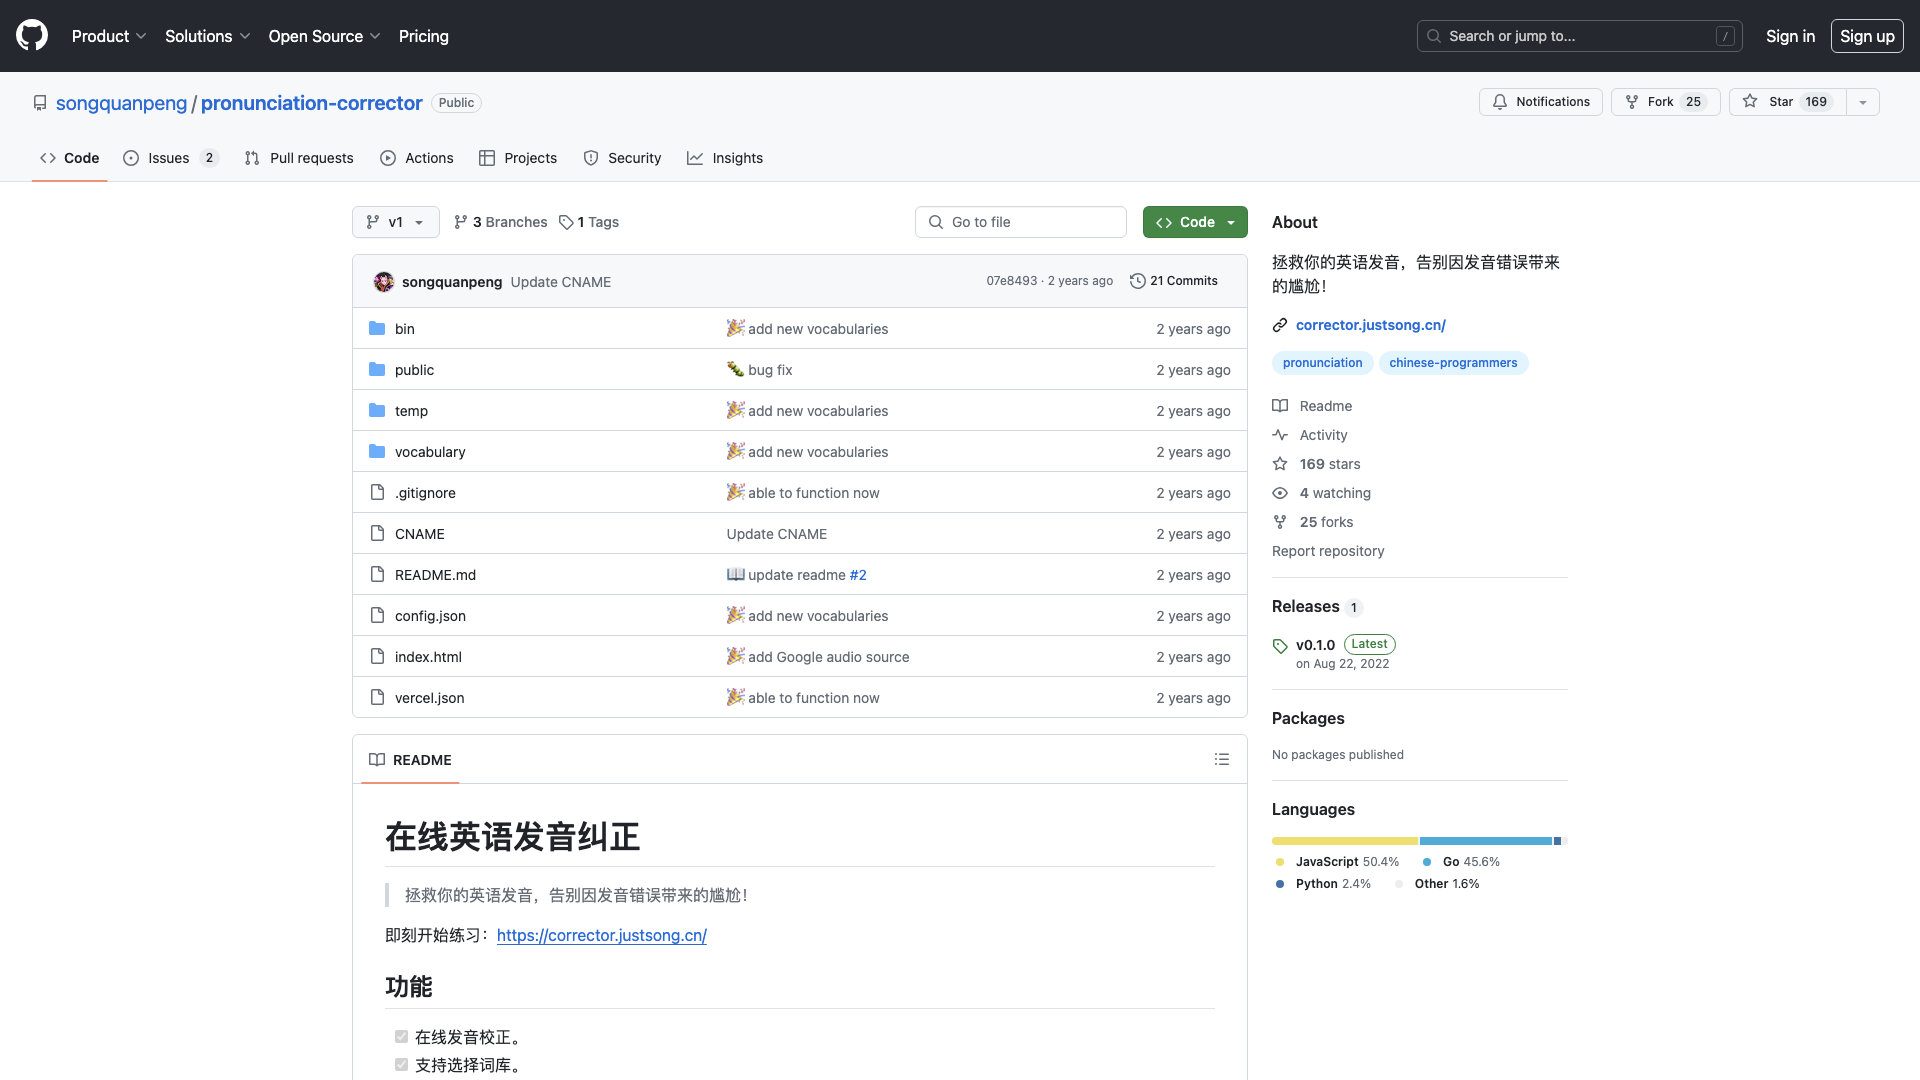 Product Solutions Open Source Pricing Search or jump to... / Sign in Sign up
songquanpeng / pronunciation-corrector Public Notifications Fork 25 Star 169
Code Issues 2 Pull requests Actions Projects Security Insights
v1 3 Branches 1 Tags Go to file Code
songquanpeng Update CNAME 07e8493 · 2 years ago 21 Commits
bin 🎉 add new vocabularies 2 years ago
public 🐛 bug fix 2 years ago
temp 🎉 add new vocabularies 2 years ago
vocabulary 🎉 add new vocabularies 2 years ago
.gitignore 🎉 able to function now 2 years ago
CNAME Update CNAME 2 years ago
README.md 📖 update readme #2 2 years ago
config.json 🎉 add new vocabularies 2 years ago
index.html 🎉 add Google audio source 2 years ago
vercel.json 🎉 able to function now 2 years ago
README
在线英语发音纠正
拯救你的英语发音，告别因发音错误带来的尴尬！
即刻开始练习：https://corrector.justsong.cn/
功能
在线发音校正。
支持选择词库。
About
拯救你的英语发音，告别因发音错误带来
的尴尬！
corrector.justsong.cn/
pronunciation chinese-programmers
Readme
Activity
169 stars
4 watching
25 forks
Report repository
Releases 1
v0.1.0 Latest
on Aug 22, 2022
Packages
No packages published
Languages
JavaScript 50.4% Go 45.6%
Python 2.4% Other 1.6%